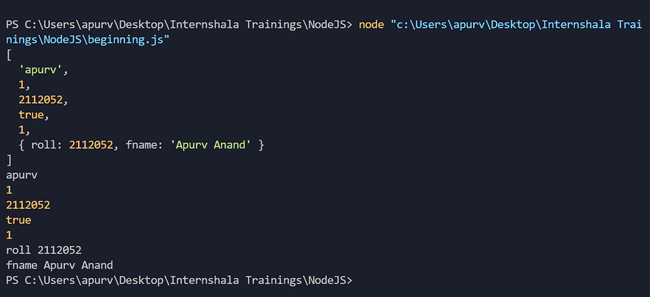 PS C:\Users\apurv\Desktop\Internshala Trainings\NodeJS> node "c:\Users\apurv\Desktop\Internshala Trai
nings\NodeJS\beginning.js"
[
  'apurv',
  1,
  2112052,
  true,
  1,
  { roll: 2112052, fname: 'Apurv Anand' }
]
apurv
1
2112052
true
1
roll 2112052
fname Apurv Anand
PS C:\Users\apurv\Desktop\Internshala Trainings\NodeJS>